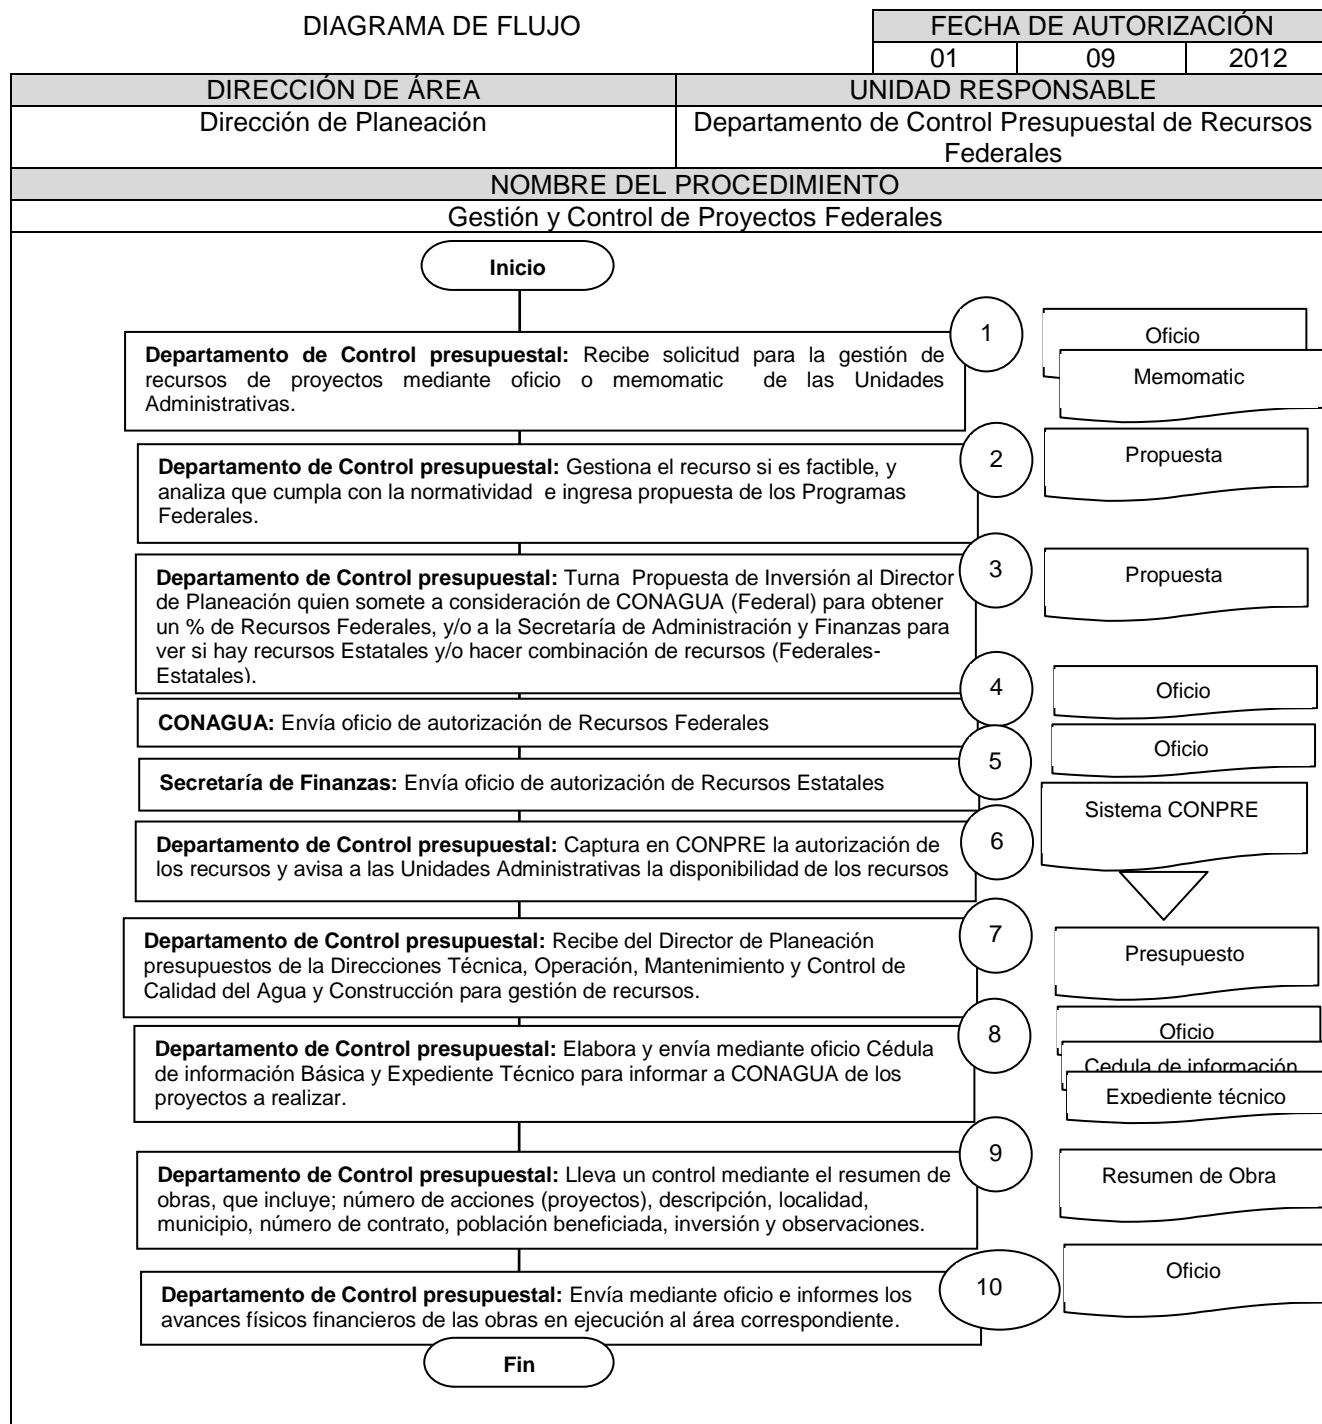 DIAGRAMA DE FLUJO
FECHA DE AUTORIZACIÓN
01 09 2012
DIRECCIÓN DE ÁREA
UNIDAD RESPONSABLE
Dirección de Planeación
Departamento de Control Presupuestal de Recursos
Federales
NOMBRE DEL PROCEDIMIENTO
Gestión y Control de Proyectos Federales
Inicio
Departamento de Control presupuestal: Recibe solicitud para la gestión de
recursos de proyectos mediante oficio o memomatic de las Unidades
Administrativas.
1
Oficio
Memomatic
Departamento de Control presupuestal: Gestiona el recurso si es factible, y
analiza que cumpla con la normatividad e ingresa propuesta de los Programas
Federales.
2
Propuesta
Departamento de Control presupuestal: Turna Propuesta de Inversión al Director
de Planeación quien somete a consideración de CONAGUA (Federal) para obtener
un % de Recursos Federales, y/o a la Secretaría de Administración y Finanzas para
ver si hay recursos Estatales y/o hacer combinación de recursos (Federales-
Estatales).
3
Propuesta
CONAGUA: Envía oficio de autorización de Recursos Federales
4
Oficio
Secretaría de Finanzas: Envía oficio de autorización de Recursos Estatales
5
Oficio
Departamento de Control presupuestal: Captura en CONPRE la autorización de
los recursos y avisa a las Unidades Administrativas la disponibilidad de los recursos
6
Sistema CONPRE
Departamento de Control presupuestal: Recibe del Director de Planeación
presupuestos de la Direcciones Técnica, Operación, Mantenimiento y Control de
Calidad del Agua y Construcción para gestión de recursos.
7
Presupuesto
Departamento de Control presupuestal: Elabora y envía mediante oficio Cédula
de información Básica y Expediente Técnico para informar a CONAGUA de los
proyectos a realizar.
8
Oficio
Cedula de información
Expediente técnico
Departamento de Control presupuestal: Lleva un control mediante el resumen de
obras, que incluye; número de acciones (proyectos), descripción, localidad,
municipio, número de contrato, población beneficiada, inversión y observaciones.
9
Resumen de Obra
Departamento de Control presupuestal: Envía mediante oficio e informes los
avances físicos financieros de las obras en ejecución al área correspondiente.
10
Oficio
Fin